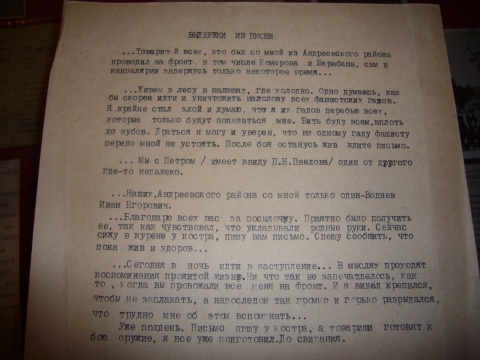 ВЫДЕРЖКИ ИЗ ПИСЕМ:
...Товарищей всех, кто был со мной из Андреевского района
проводил на фронт. в том числе Комарова и Барабаша. сам в
канцелярии задержусь только некоторое время...
...Живем в лесу в шалашах, где холодно. Одно думаешь, как
бы скорее идти и уничтожить наголову всех фашистских гадов.
Я крайне стал злой и думаю, что я их гадов перебью всех,
которые только будут попадаться мне. Бить буду всем, вплоть
до зубов. Драться я могу и уверен, что ни одному гаду фашисту
передо мной не устоять. После боя останусь жив ждите письмо.
... Мы с Петром / имеет ввиду П.Н.Павлова/ один от другого
где-то недалеко.
...Наших, Андреевского района со мной только один-Воднев
Иван Егорович.
...Благодарю всех вас за посылочку. Приятно было получить
ее, так как чувствовал, что укладывали родные руки. Сейчас
сижу в курене у костра, пишу вам письмо. Спешу сообщить, что
пока жив и здоров...
...Сегодня в ночь идти в наступление... В мыслях проходят
воспоминания прожитой жизни. Ни что так не запечатлелось, как
то , когда вы провожали все меня на фронт. И я видел крепился,
чтобы не заплакать, а напоследок так громко и горько разрыдался,
что трудно мне об этом вспоминать...
Уже полдень. Письмо пишу у костра, а товарищи готовят к
бою оружие, я все уже подготовил. До свидания.